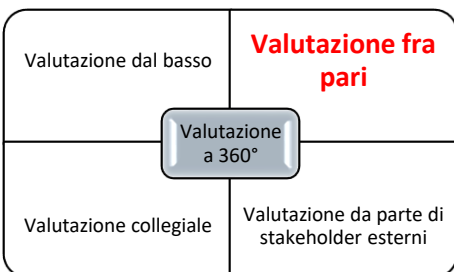 Valutazione dal basso
Valutazione fra
pari
Valutazione
a 360°
Valutazione collegiale
Valutazione da parte di
stakeholder esterni